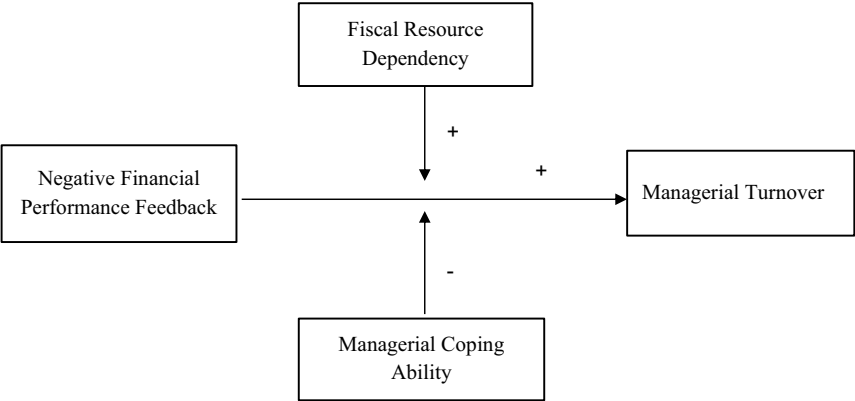 Fiscal Resource
Dependency
+
Negative Financial
Performance Feedback
+
Managerial Turnover
-
Managerial Coping
Ability